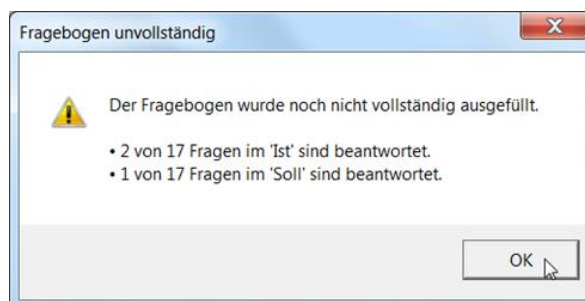 Fragebogen unvollständig
Der Fragebogen wurde noch nicht vollständig ausgefüllt.
• 2 von 17 Fragen im 'Ist' sind beantwortet.
• 1 von 17 Fragen im 'Soll' sind beantwortet.
OK